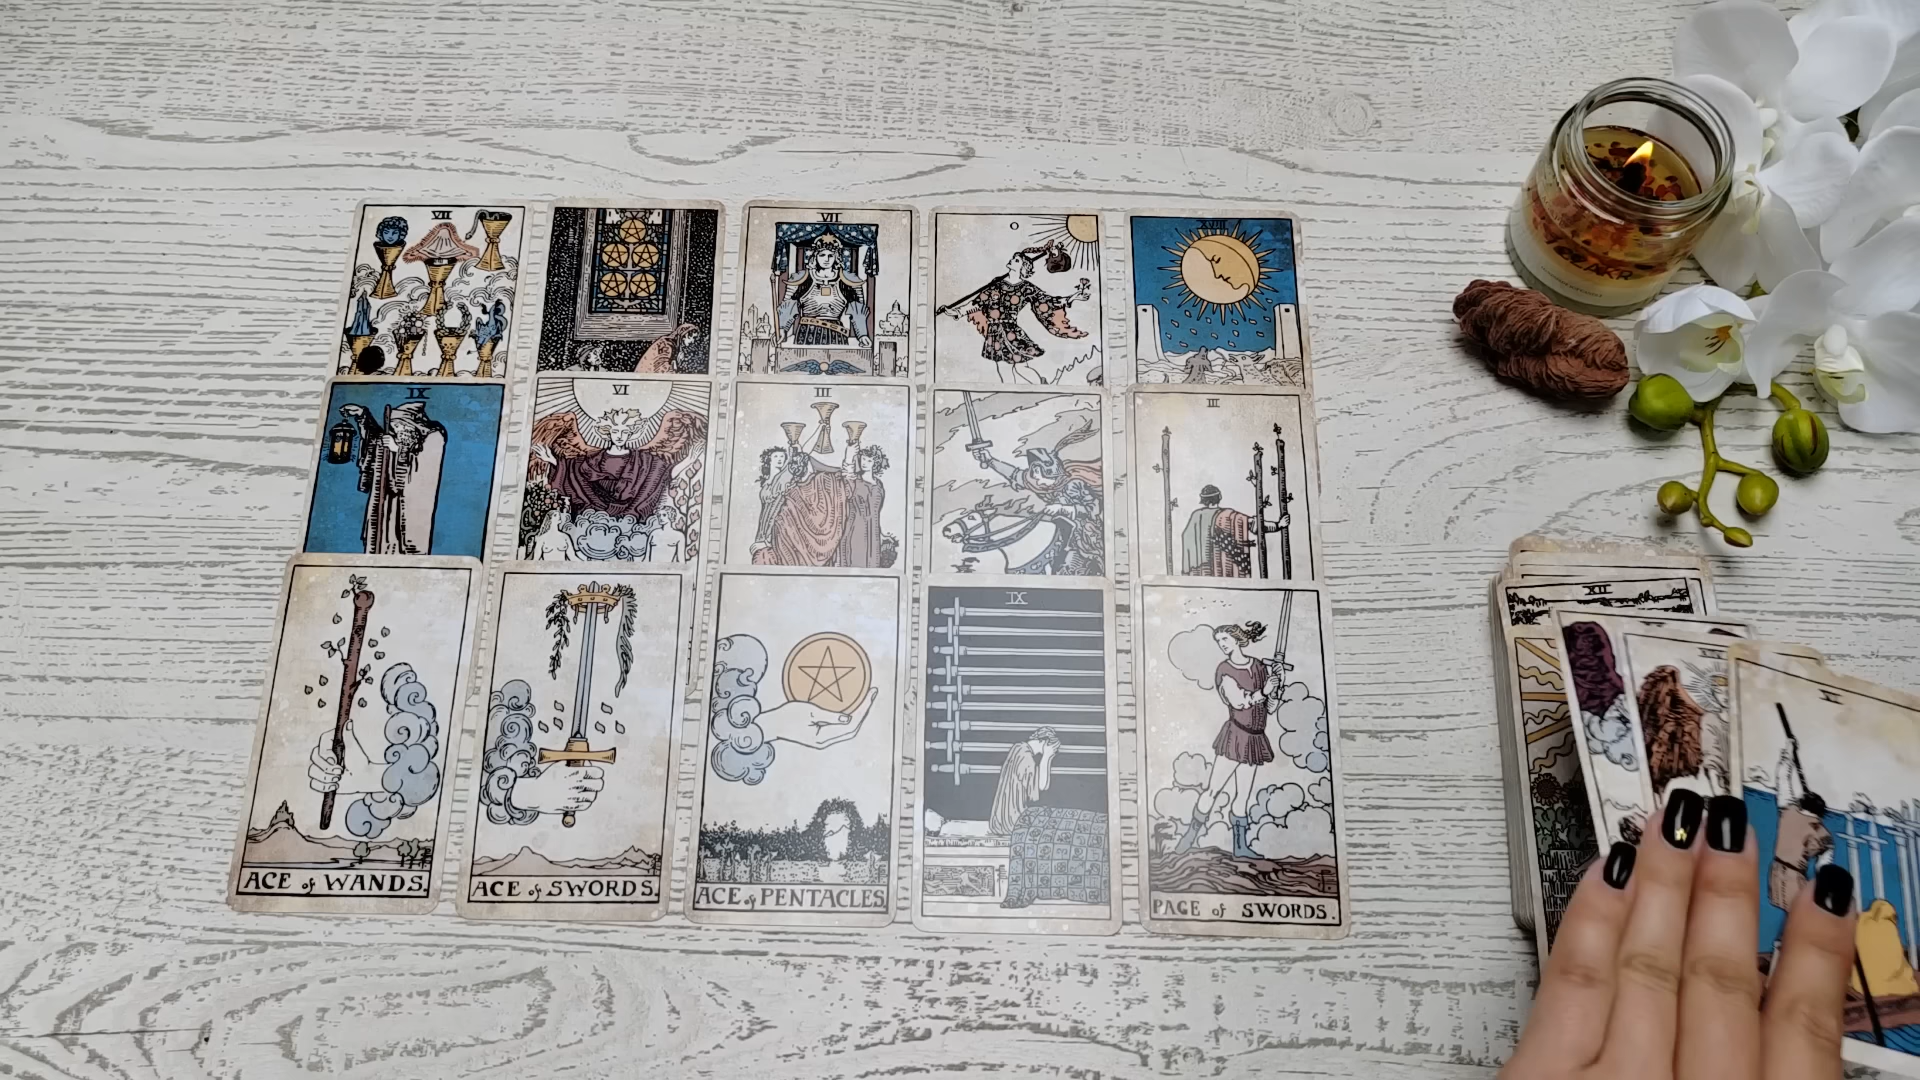 VII
VII
O
XVIII
IX
VI
III
III
ACE of WANDS.
ACE of SWORDS.
ACE of PENTACLES.
IX
PAGE of SWORDS.
XII
VI